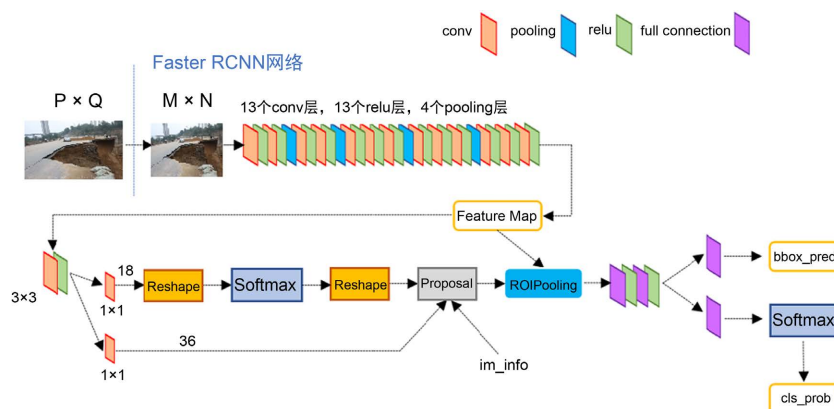 conv pooling relu full connection
Faster RCNN网络
P × Q M × N
13个conv层，13个relu层，4个pooling层
Feature Map
3×3
18
1×1
Reshape
Softmax
Reshape
Proposal
ROIPooling
bbox_pred
Softmax
36
1×1
im_info
cls_prob